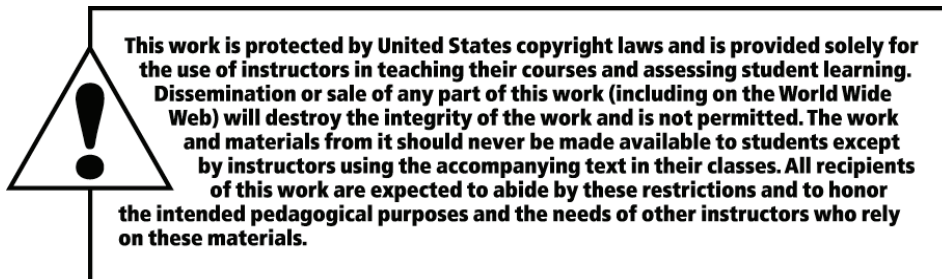 This work is protected by United States copyright laws and is provided solely for
the use of instructors in teaching their courses and assessing student learning.
Dissemination or sale of any part of this work (including on the World Wide
Web) will destroy the integrity of the work and is not permitted. The work
and materials from it should never be made available to students except
by instructors using the accompanying text in their classes. All recipients
of this work are expected to abide by these restrictions and to honor
the intended pedagogical purposes and the needs of other instructors who rely
on these materials.